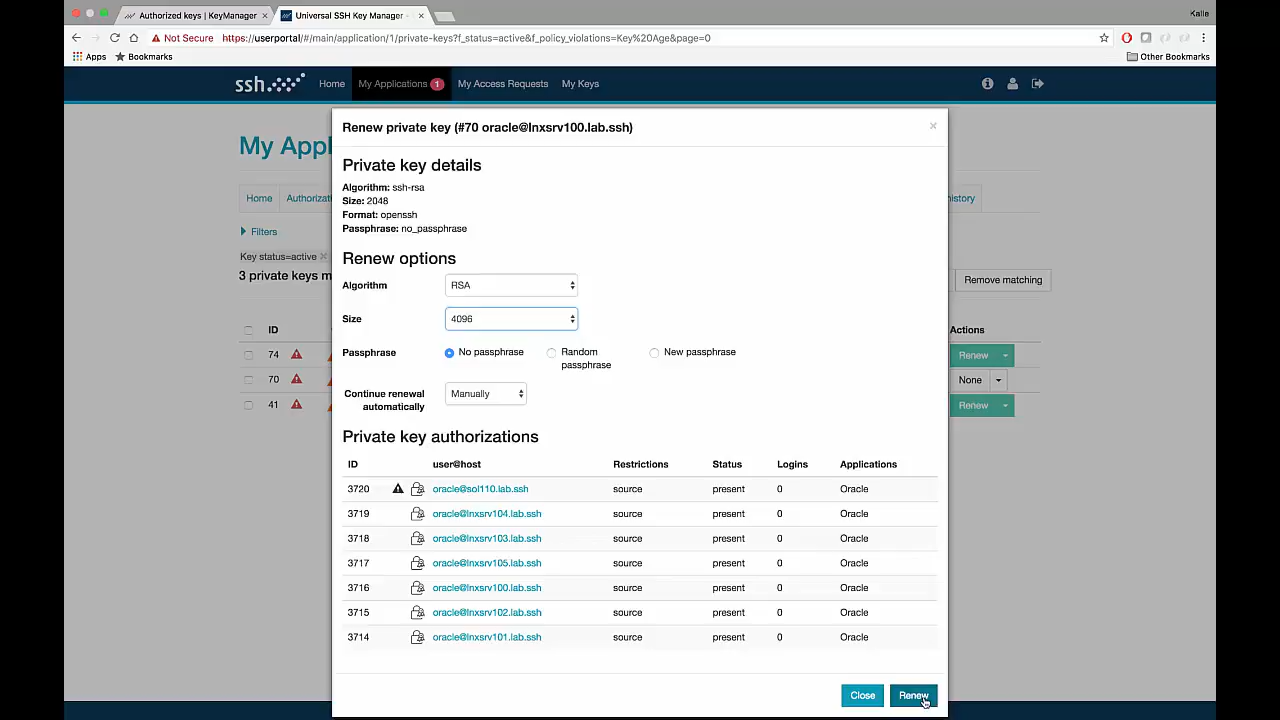 Authorized keys | KeyManager ×
Universal SSH Key Manager - ×
Kalle
Not Secure https://userportal/#/main/application/1/private-keys?f_status=active&f_policy_violations=Key%20Age&page=0
Apps Bookmarks Other Bookmarks
ssh Home My Applications 1 My Access Requests My Keys
Renew private key (#70 oracle@lnxsrv100.lab.ssh) ×
My Appl
Private key details
Algorithm: ssh-rsa
Size: 2048
Format: openssh
Passphrase: no_passphrase
Home Authorizat istory
Filters
Key status=active ×
3 private keys m
Remove matching
Renew options
Algorithm RSA
Size 4096
Passphrase No passphrase Random passphrase New passphrase
Continue renewal automatically Manually
ID Actions
74 Renew
70 None
41 Renew
Private key authorizations
ID user@host Restrictions Status Logins Applications
3720 oracle@sol110.lab.ssh source present 0 Oracle
3719 oracle@lnxsrv104.lab.ssh source present 0 Oracle
3718 oracle@lnxsrv103.lab.ssh source present 0 Oracle
3717 oracle@lnxsrv105.lab.ssh source present 0 Oracle
3716 oracle@lnxsrv100.lab.ssh source present 0 Oracle
3715 oracle@lnxsrv102.lab.ssh source present 0 Oracle
3714 oracle@lnxsrv101.lab.ssh source present 0 Oracle
Close Renew